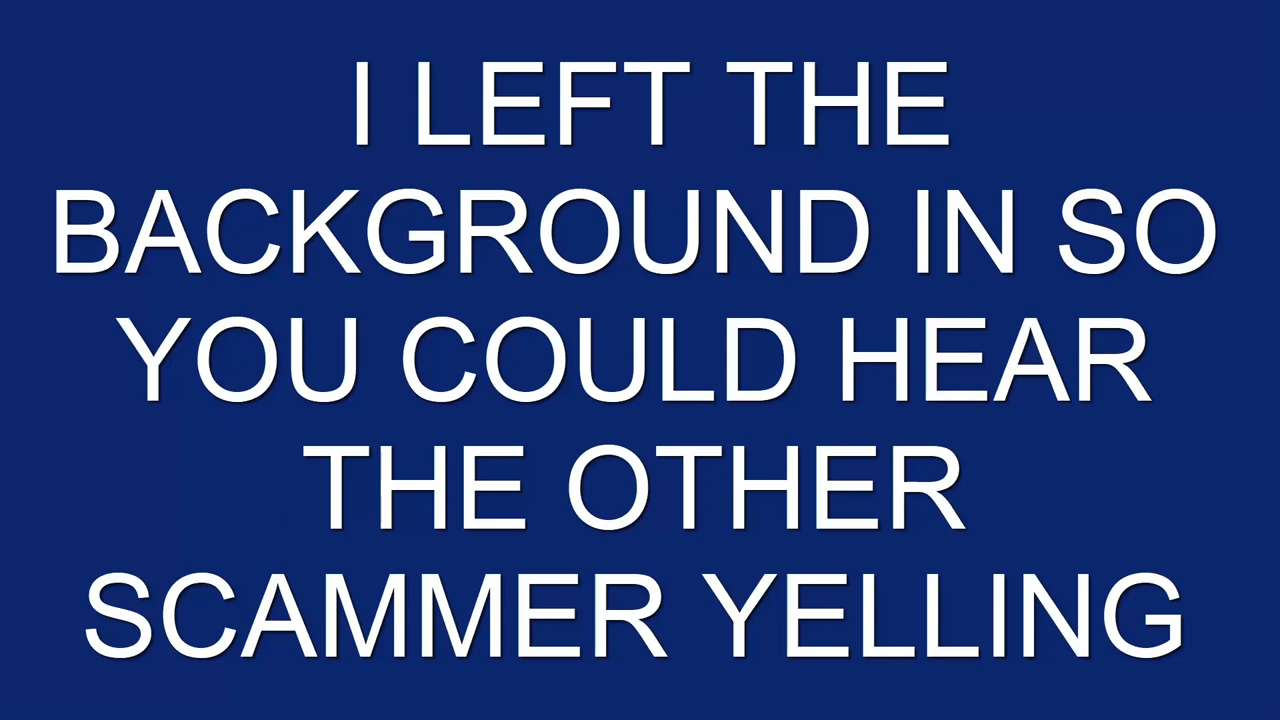 I LEFT THE
BACKGROUND IN SO
YOU COULD HEAR
THE OTHER
SCAMMER YELLING